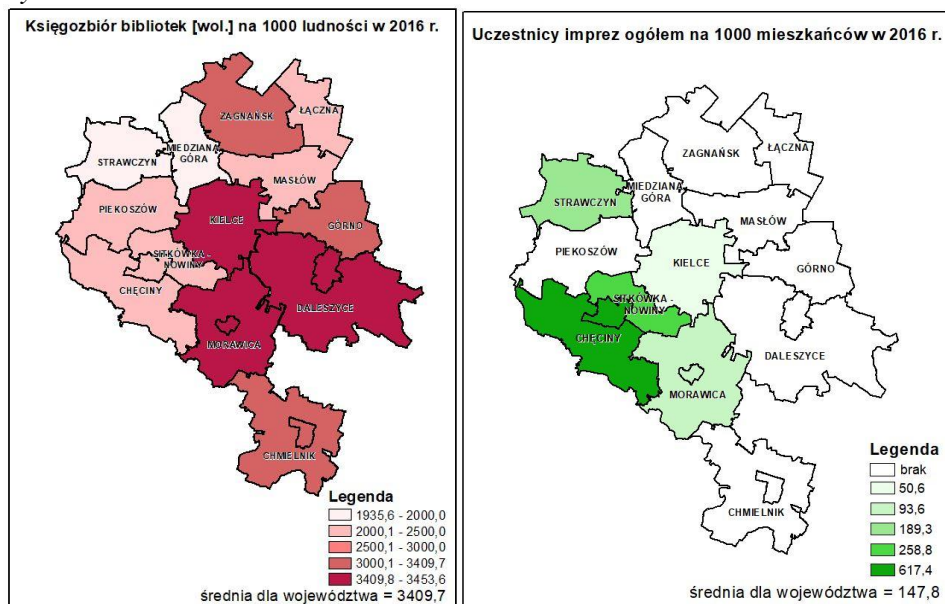 Księgozbiór bibliotek [wol.] na 1000 ludności w 2016 r.
ZAGNAŃSK
ŁĄCZNA
MIEDZIANA
GÓRA
STRAWCZYN
MASŁÓW
PIEKOSZÓW
KIELCE
GÓRNO
SITKÓWKA -
NOWINY
CHĘCINY
DALESZYCE
MORAWICA
CHMIELNIK
Legenda
1935,6 - 2000,0
2000,1 - 2500,0
2500,1 - 3000,0
3000,1 - 3409,7
3409,8 - 3453,6
średnia dla województwa = 3409,7
Uczestnicy imprez ogółem na 1000 mieszkańców w 2016 r.
ZAGNAŃSK
ŁĄCZNA
MIEDZIANA
GÓRA
STRAWCZYN
MASŁÓW
PIEKOSZÓW
KIELCE
GÓRNO
SITKÓWKA -
NOWINY
CHĘCINY
DALESZYCE
MORAWICA
CHMIELNIK
Legenda
brak
50,6
93,6
189,3
258,8
617,4
średnia dla województwa = 147,8